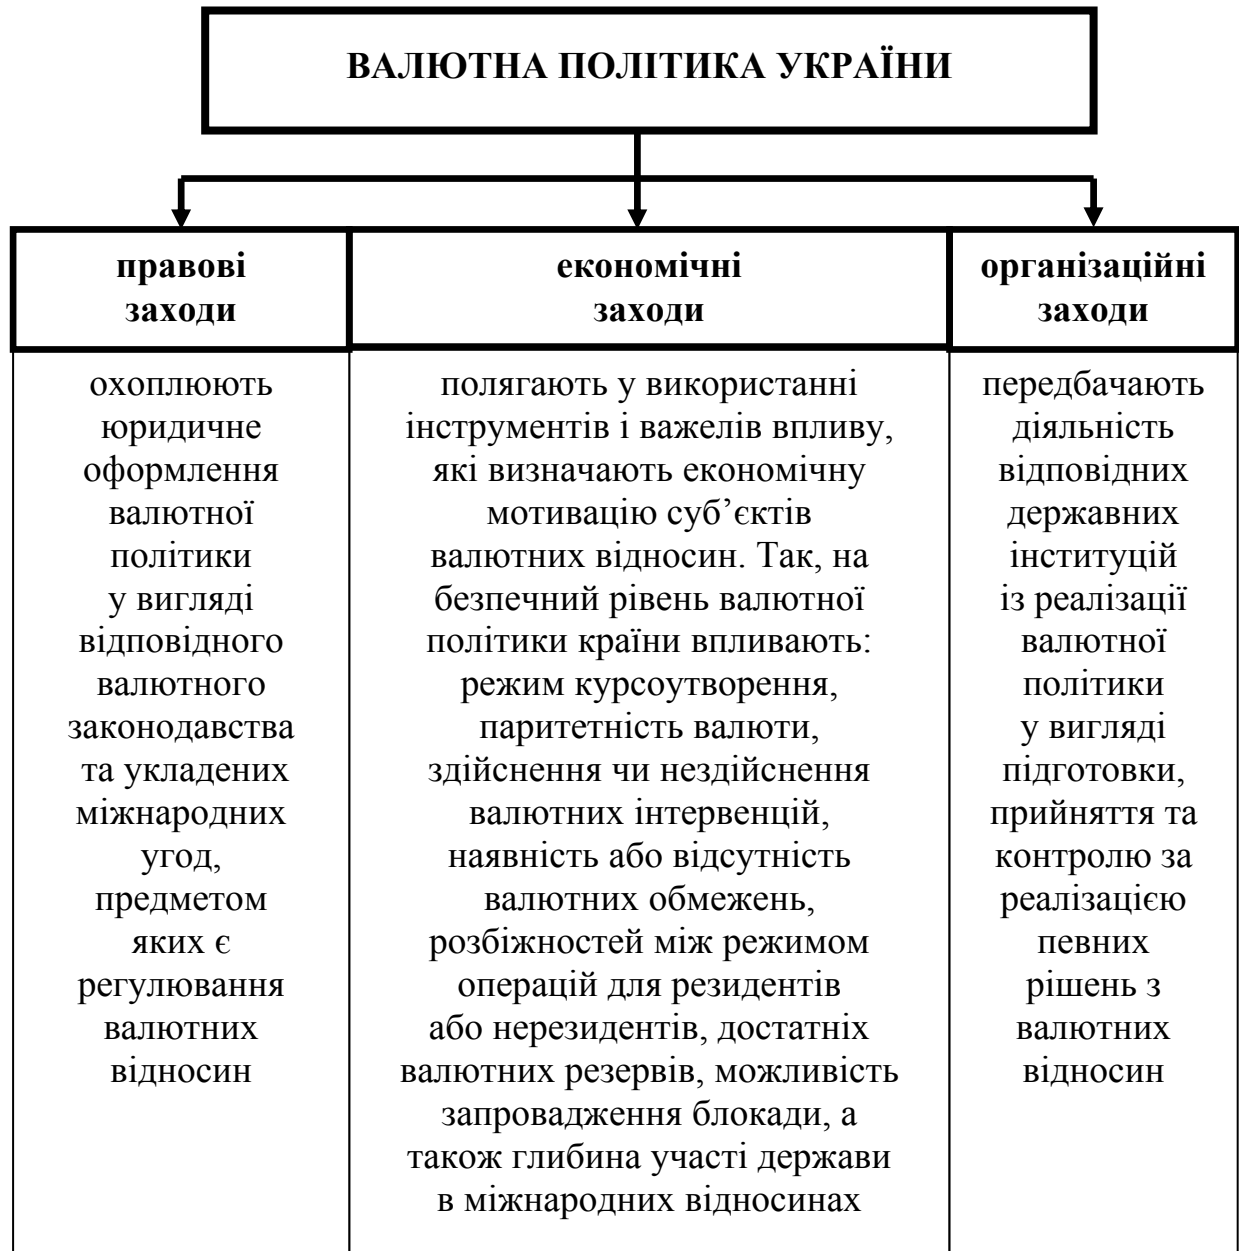 ВАЛЮТНА ПОЛІТИКА УКРАЇНИ
правові
заходи
охоплюють
юридичне
оформлення
валютної
політики
у вигляді
відповідного
валютного
законодавства
та укладених
міжнародних
угод,
предметом
яких є
регулювання
валютних
відносин
економічні
заходи
полягають у використанні
інструментів і важелів впливу,
які визначають економічну
мотивацію суб’єктів
валютних відносин. Так, на
безпечний рівень валютної
політики країни впливають:
режим курсоутворення,
паритетність валюти,
здійснення чи нездійснення
валютних інтервенцій,
наявність або відсутність
валютних обмежень,
розбіжностей між режимом
операцій для резидентів
або нерезидентів, достатніх
валютних резервів, можливість
запровадження блокади, а
також глибина участі держави
в міжнародних відносинах
організаційні
заходи
передбачають
діяльність
відповідних
державних
інституцій
із реалізації
валютної
політики
у вигляді
підготовки,
прийняття та
контролю за
реалізацією
певних
рішень з
валютних
відносин